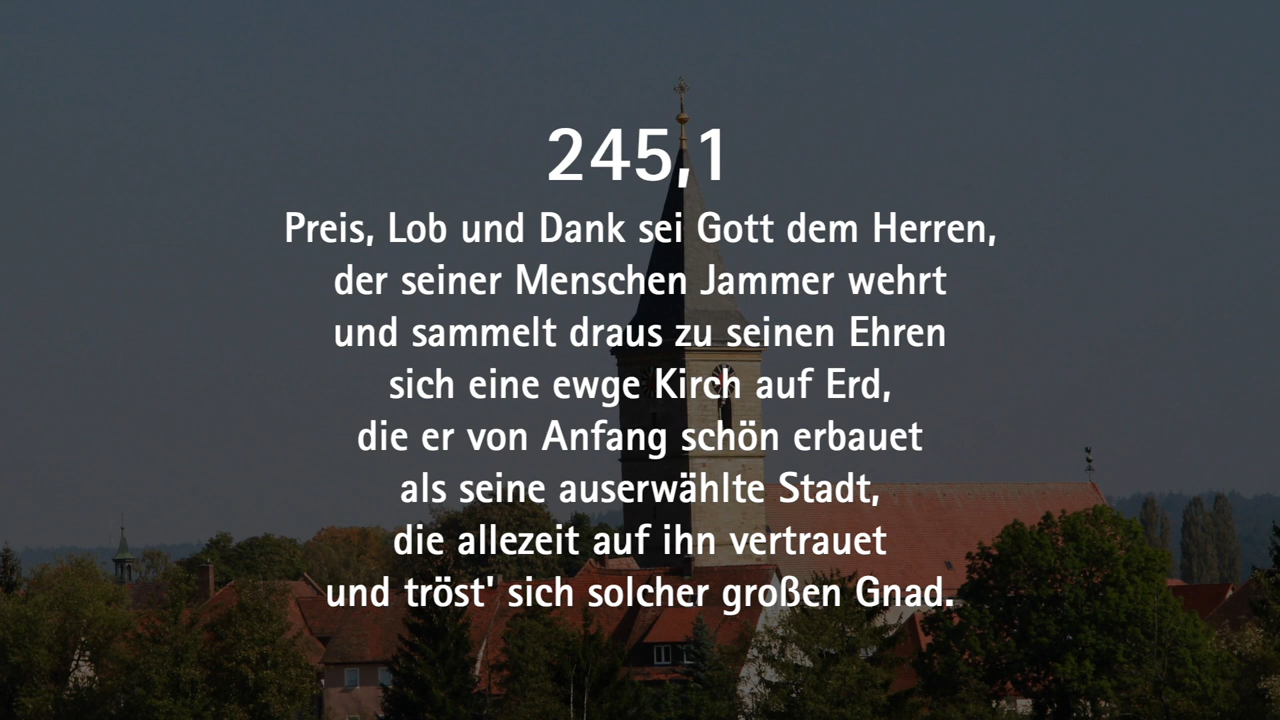 245,1
Preis, Lob und Dank sei Gott dem Herren,
der seiner Menschen Jammer wehrt
und sammelt draus zu seinen Ehren
sich eine ewge Kirch auf Erd,
die er von Anfang schön erbauet
als seine auserwählte Stadt,
die allezeit auf ihn vertrauet
und tröst' sich solcher großen Gnad.